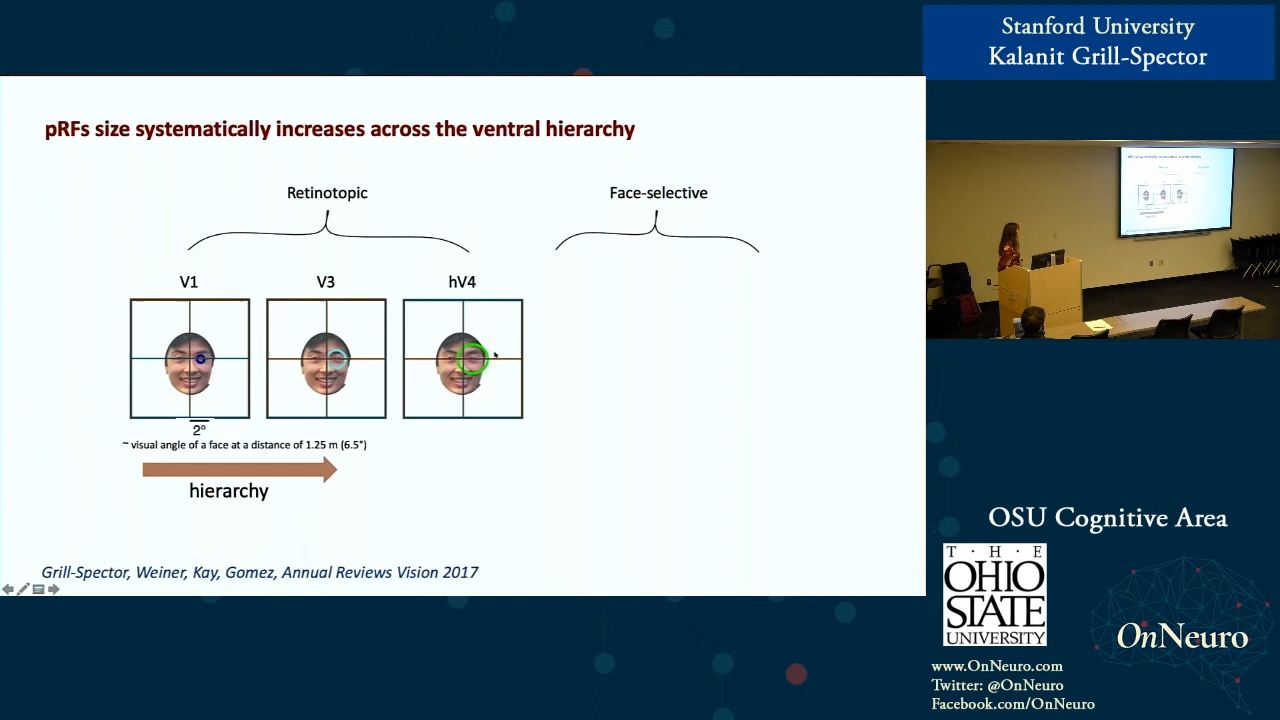 Stanford University
Kalanit Grill-Spector
pRFs size systematically increases across the ventral hierarchy
Retinotopic
Face-selective
V1
V3
hV4
2°
~ visual angle of a face at a distance of 1.25 m (6.5°)
hierarchy
Grill-Spector, Weiner, Kay, Gomez, Annual Reviews Vision 2017
OSU Cognitive Area
T · H · E
OHIO
STATE
UNIVERSITY
OnNeuro
www.OnNeuro.com
Twitter: @OnNeuro
Facebook.com/OnNeuro